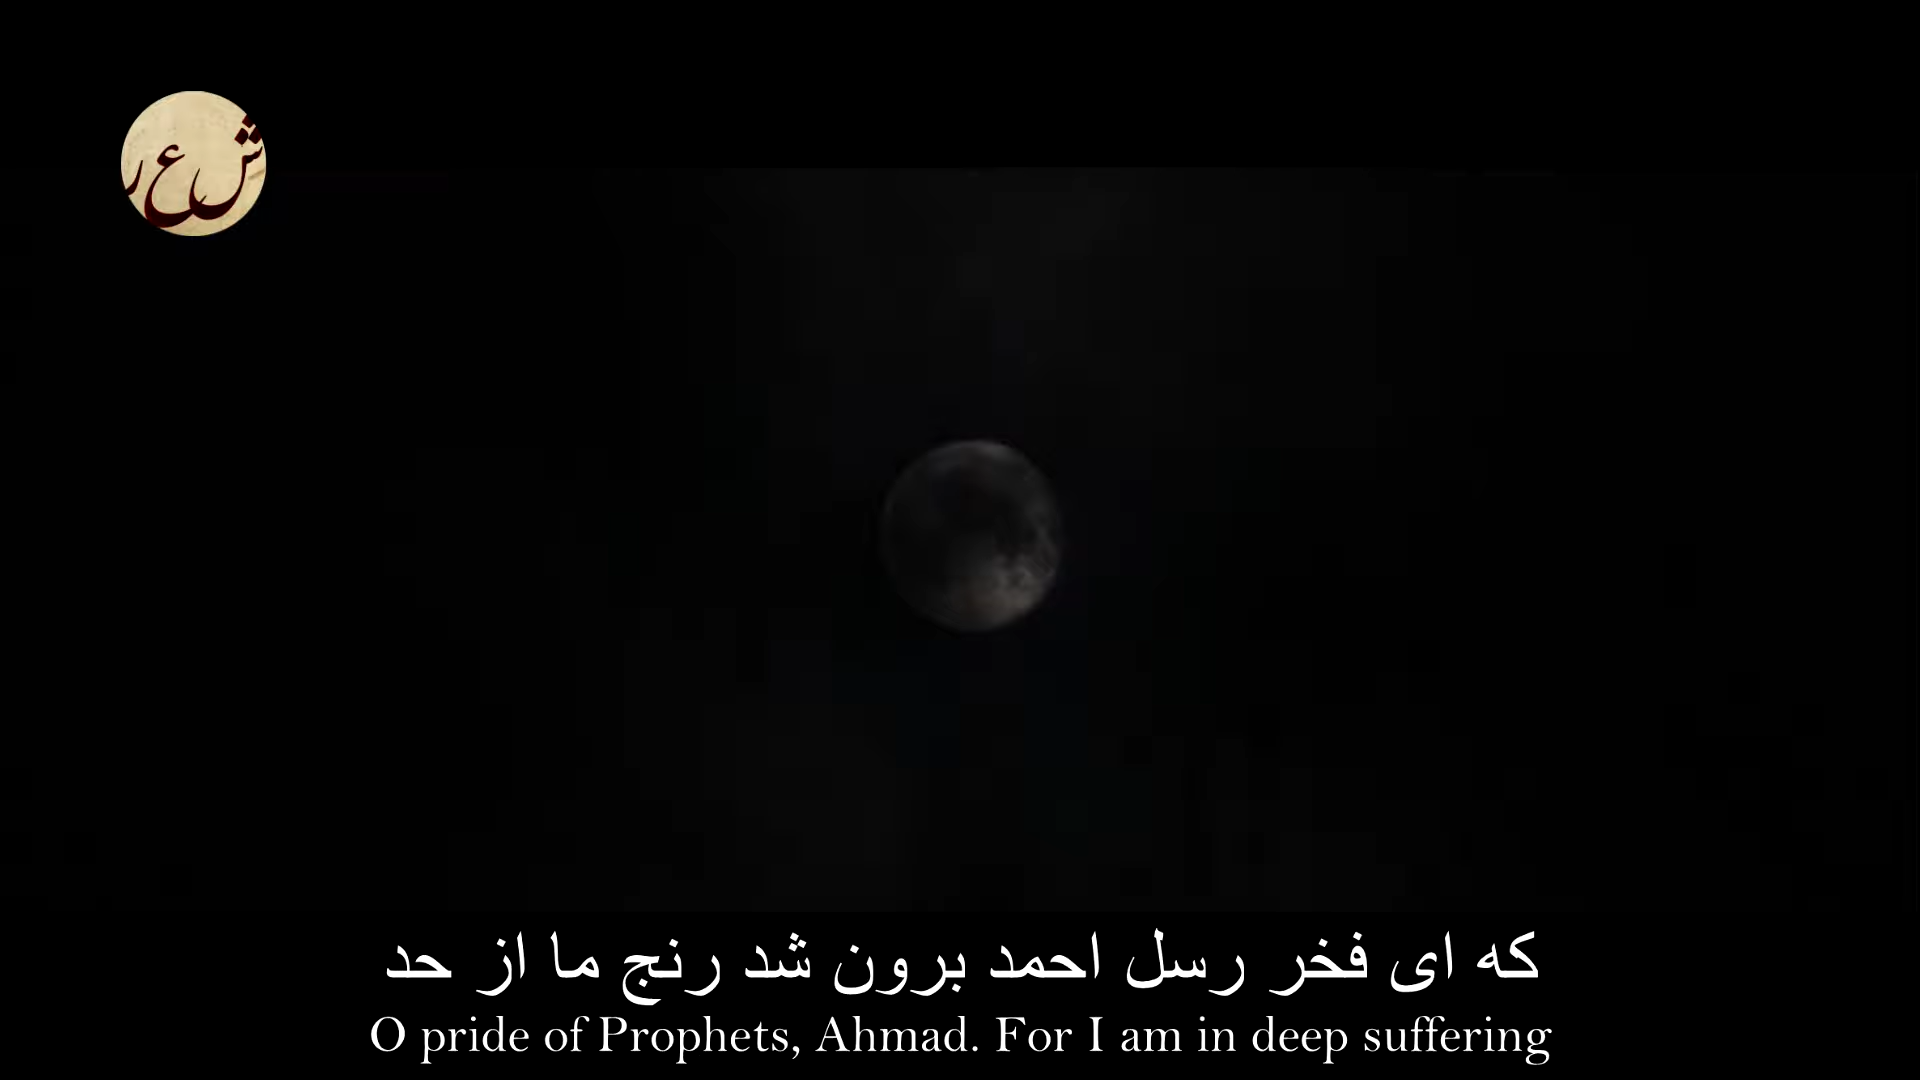 شعر
که ای فخر رسل احمد برون شد رنج ما از حد
O pride of Prophets, Ahmad. For I am in deep suffering